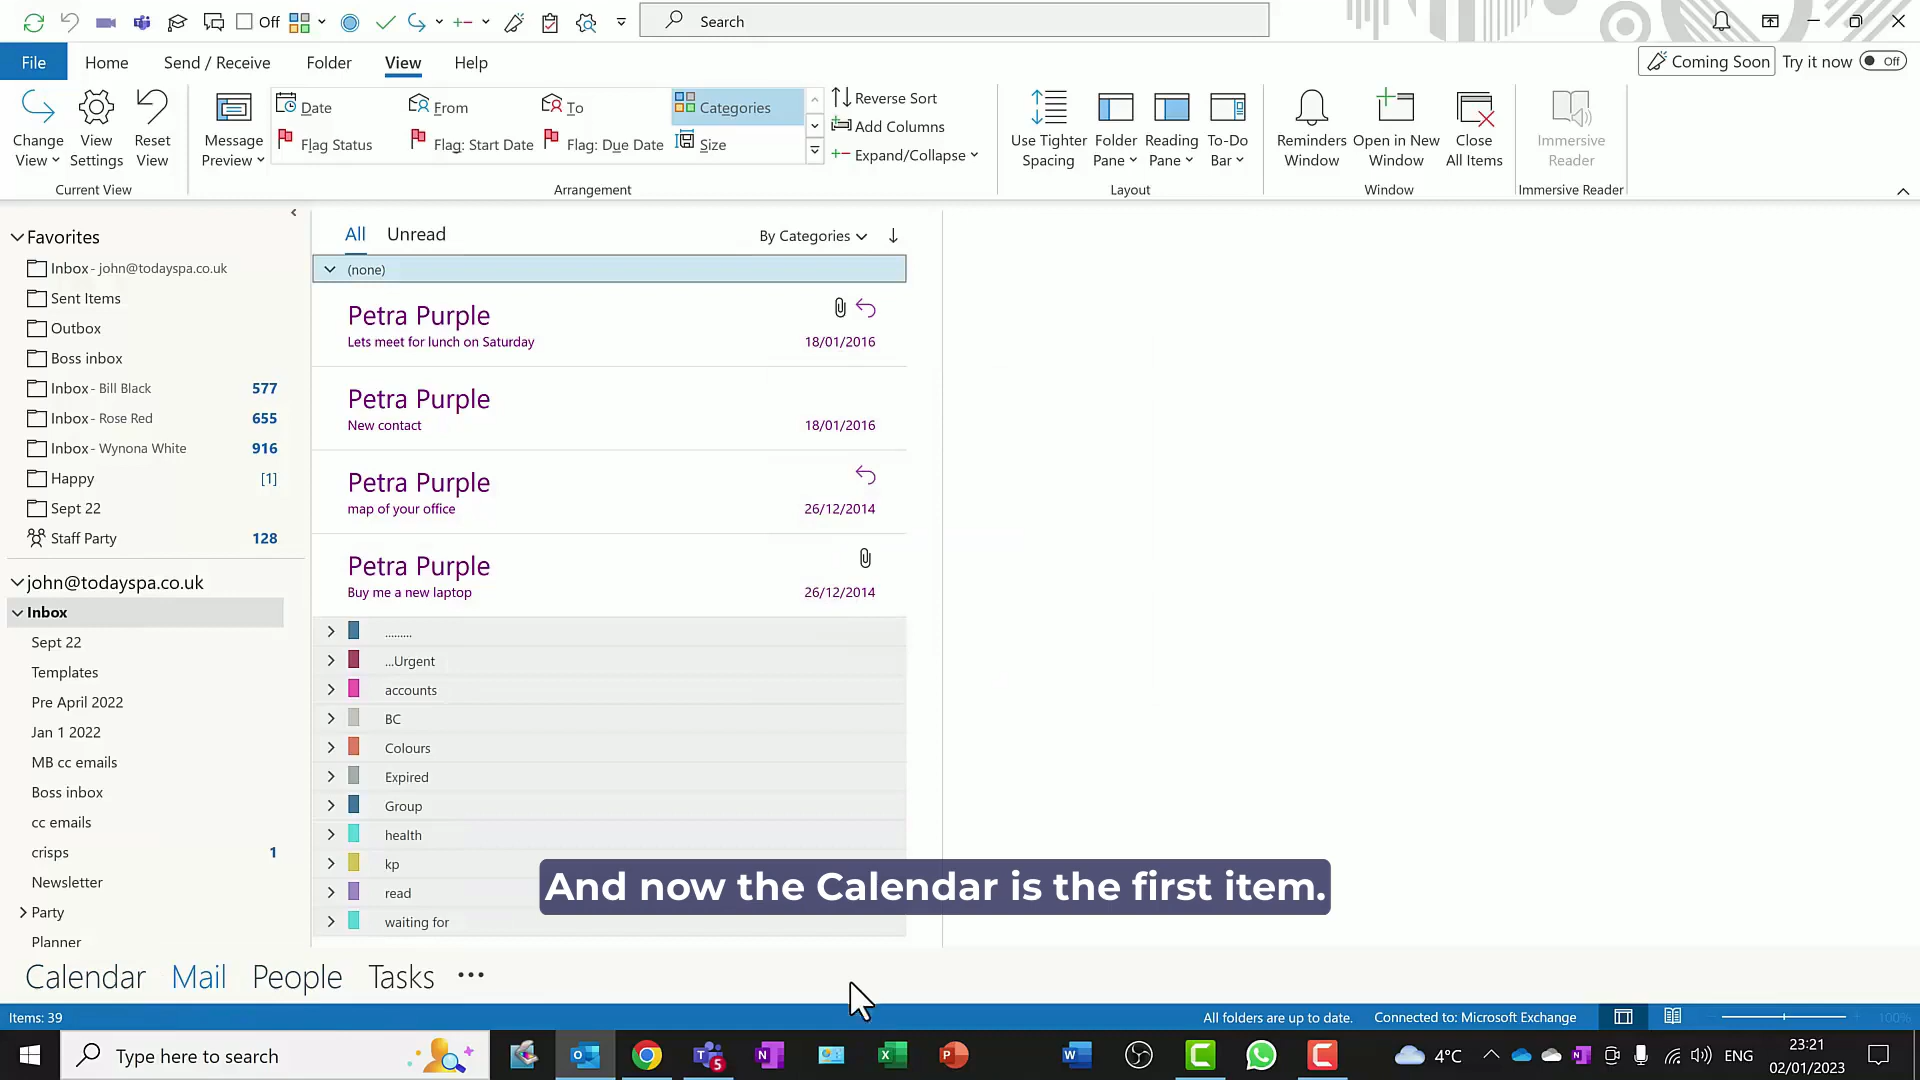 Off
Search
File Home Send / Receive Folder View Help
Coming Soon Try it now Off
Change View
View Settings
Reset View
Current View
Message Preview
Date From To Categories
Flag Status Flag: Start Date Flag: Due Date Size
Arrangement
Reverse Sort
Add Columns
Expand/Collapse
Use Tighter Spacing
Folder Pane
Reading Pane
To-Do Bar
Layout
Reminders Window
Open in New Window
Close All Items
Window
Immersive Reader
Immersive Reader
Favorites
Inbox - john@todayspa.co.uk
Sent Items
Outbox
Boss inbox
Inbox - Bill Black 577
Inbox - Rose Red 655
Inbox - Wynona White 916
Happy [1]
Sept 22
Staff Party 128
john@todayspa.co.uk
Inbox
Sept 22
Templates
Pre April 2022
Jan 1 2022
MB cc emails
Boss inbox
cc emails
crisps 1
Newsletter
Party
Planner
All Unread By Categories
(none)
Petra Purple
Lets meet for lunch on Saturday 18/01/2016
Petra Purple
New contact 18/01/2016
Petra Purple
map of your office 26/12/2014
Petra Purple
Buy me a new laptop 26/12/2014
.........
...Urgent
accounts
BC
Colours
Expired
Group
health
kp
read
waiting for
And now the Calendar is the first item.
Calendar Mail People Tasks •••
Items: 39 All folders are up to date. Connected to: Microsoft Exchange 100%
Type here to search
5
4°C
ENG
23:21
02/01/2023